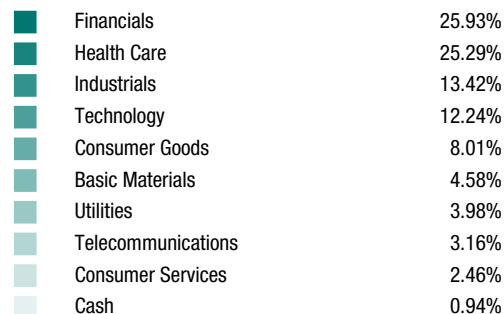 Financials 25.93%
Health Care 25.29%
Industrials 13.42%
Technology 12.24%
Consumer Goods 8.01%
Basic Materials 4.58%
Utilities 3.98%
Telecommunications 3.16%
Consumer Services 2.46%
Cash 0.94%